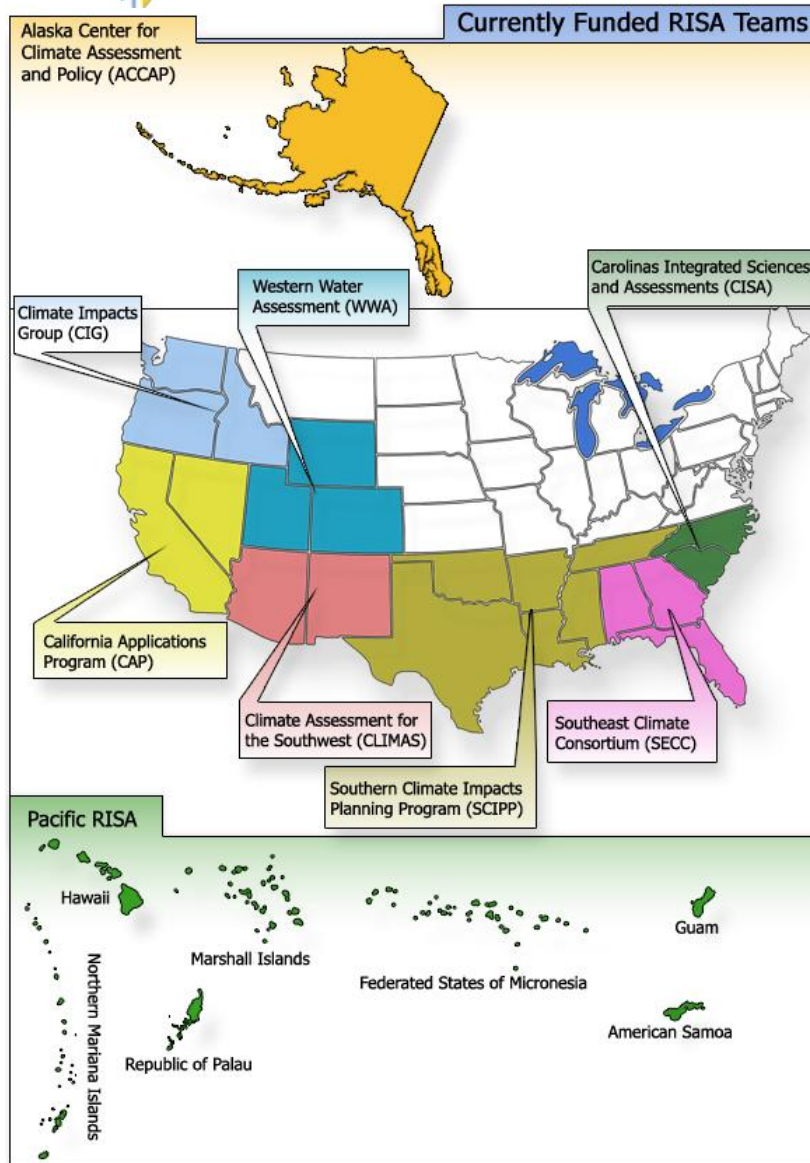 Currently Funded RISA Teams
Alaska Center for
Climate Assessment
and Policy (ACCAP)
Carolinas Integrated Sciences
and Assessments (CISA)
Western Water
Assessment (WWA)
Climate Impacts
Group (CIG)
California Applications
Program (CAP)
Climate Assessment for
the Southwest (CLIMAS)
Southeast Climate
Consortium (SECC)
Southern Climate Impacts
Planning Program (SCIPP)
Pacific RISA
Hawaii
Marshall Islands
Federated States of Micronesia
Guam
Northern Mariana Islands
Republic of Palau
American Samoa